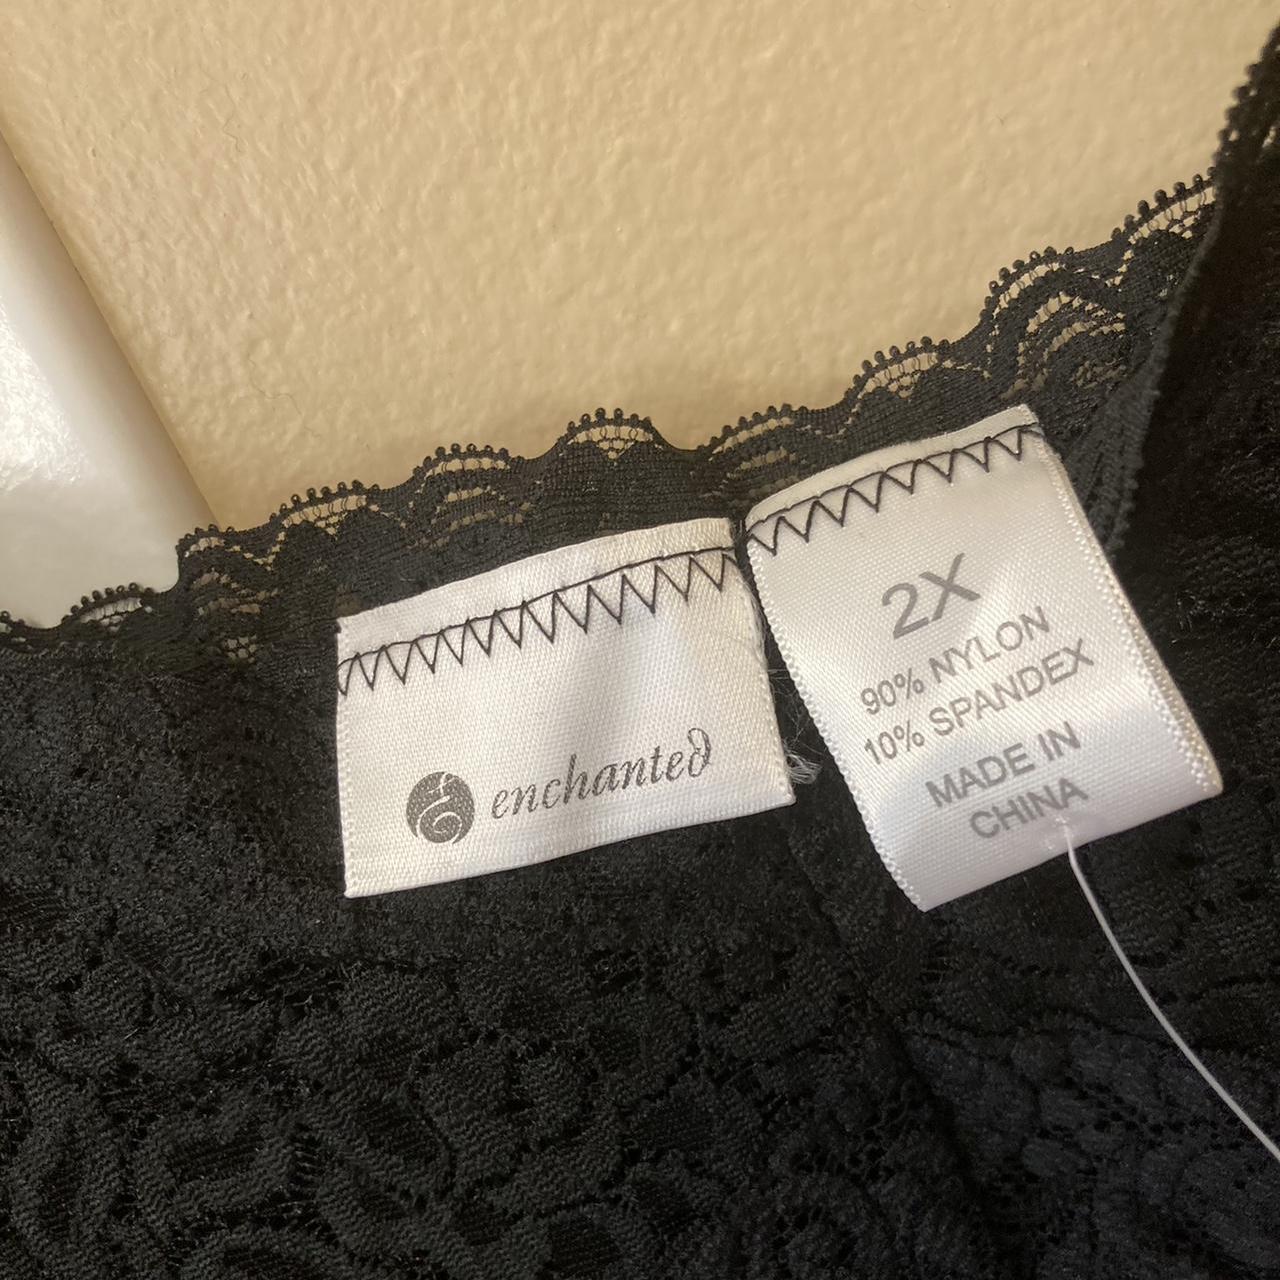 enchanted
2X
90% NYLON
10% SPANDEX
MADE IN
CHINA